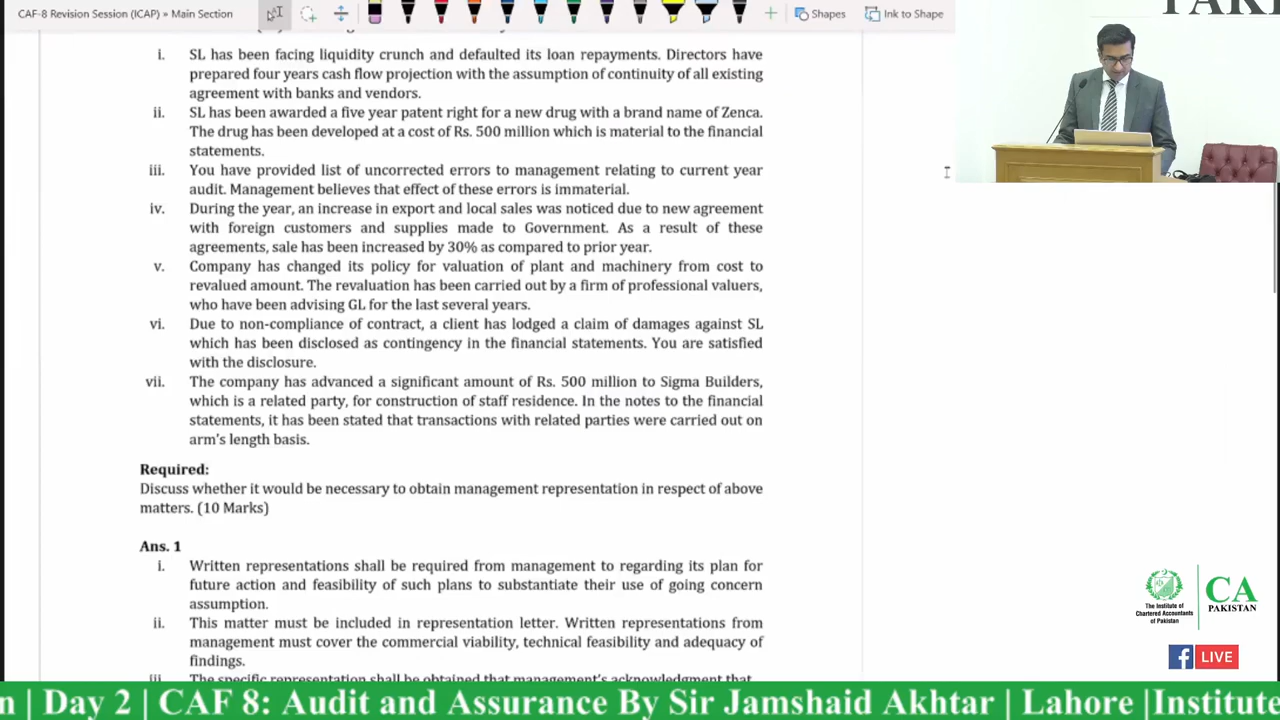 CAF-8 Revision Session (ICAP) » Main Section
Shapes
Ink to Shape
i. SL has been facing liquidity crunch and defaulted its loan repayments. Directors have
prepared four years cash flow projection with the assumption of continuity of all existing
agreement with banks and vendors.
ii. SL has been awarded a five year patent right for a new drug with a brand name of Zenca.
The drug has been developed at a cost of Rs. 500 million which is material to the financial
statements.
iii. You have provided list of uncorrected errors to management relating to current year
audit. Management believes that effect of these errors is immaterial.
iv. During the year, an increase in export and local sales was noticed due to new agreement
with foreign customers and supplies made to Government. As a result of these
agreements, sale has been increased by 30% as compared to prior year.
v. Company has changed its policy for valuation of plant and machinery from cost to
revalued amount. The revaluation has been carried out by a firm of professional valuers,
who have been advising GL for the last several years.
vi. Due to non-compliance of contract, a client has lodged a claim of damages against SL
which has been disclosed as contingency in the financial statements. You are satisfied
with the disclosure.
vii. The company has advanced a significant amount of Rs. 500 million to Sigma Builders,
which is a related party, for construction of staff residence. In the notes to the financial
statements, it has been stated that transactions with related parties were carried out on
arm's length basis.
Required:
Discuss whether it would be necessary to obtain management representation in respect of above
matters. (10 Marks)
Ans. 1
i. Written representations shall be required from management to regarding its plan for
future action and feasibility of such plans to substantiate their use of going concern
assumption.
ii. This matter must be included in representation letter. Written representations from
management must cover the commercial viability, technical feasibility and adequacy of
findings.
iii. The specific representation shall be obtained that management's acknowledgment that
The Institute of
Chartered Accountants
of Pakistan
CA
PAKISTAN
LIVE
n | Day 2 | CAF 8: Audit and Assurance By Sir Jamshaid Akhtar | Lahore |Institute